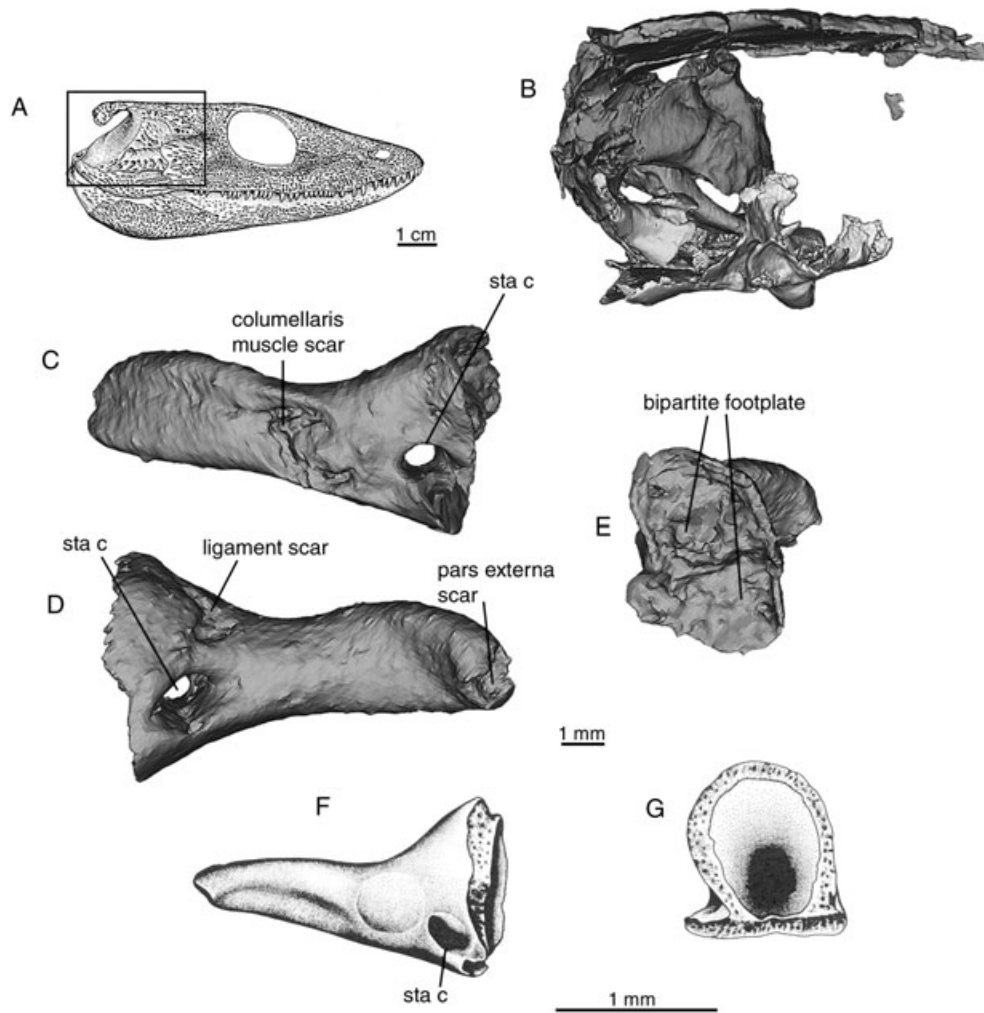 A
1 cm
B
sta c
columellaris
muscle scar
C
bipartite footplate
E
sta c
ligament scar
pars externa
scar
D
1 mm
F
G
sta c
1 mm